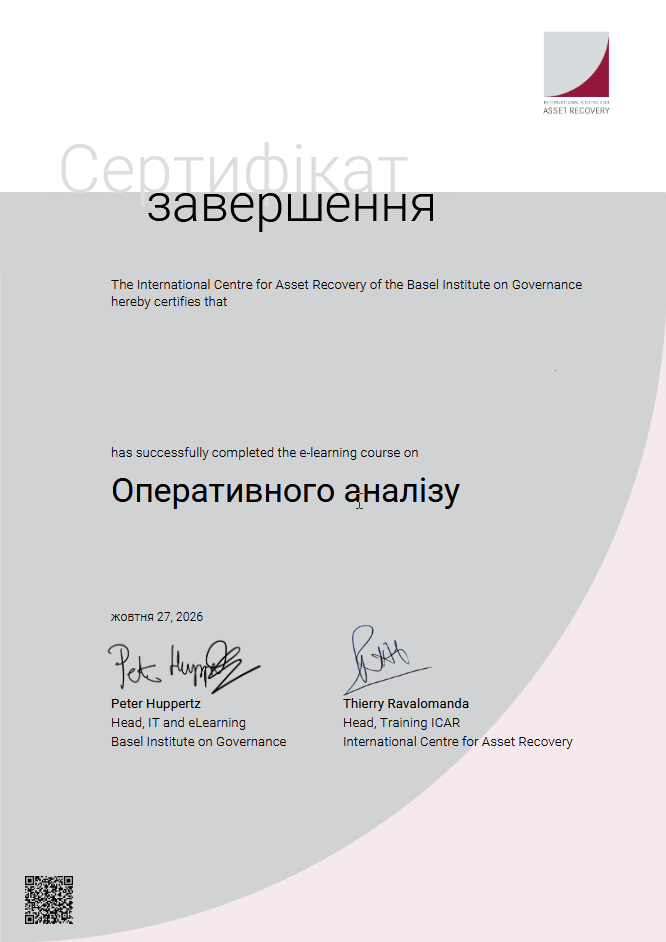 INTERNATIONAL CENTRE FOR
ASSET RECOVERY
Сертифікат
завершення
The International Centre for Asset Recovery of the Basel Institute on Governance
hereby certifies that
has successfully completed the e-learning course on
Оперативного аналізу
жовтня 27, 2026
Peter Huppertz
Thierry Ravalomanda
Head, IT and eLearning
Head, Training ICAR
Basel Institute on Governance
International Centre for Asset Recovery